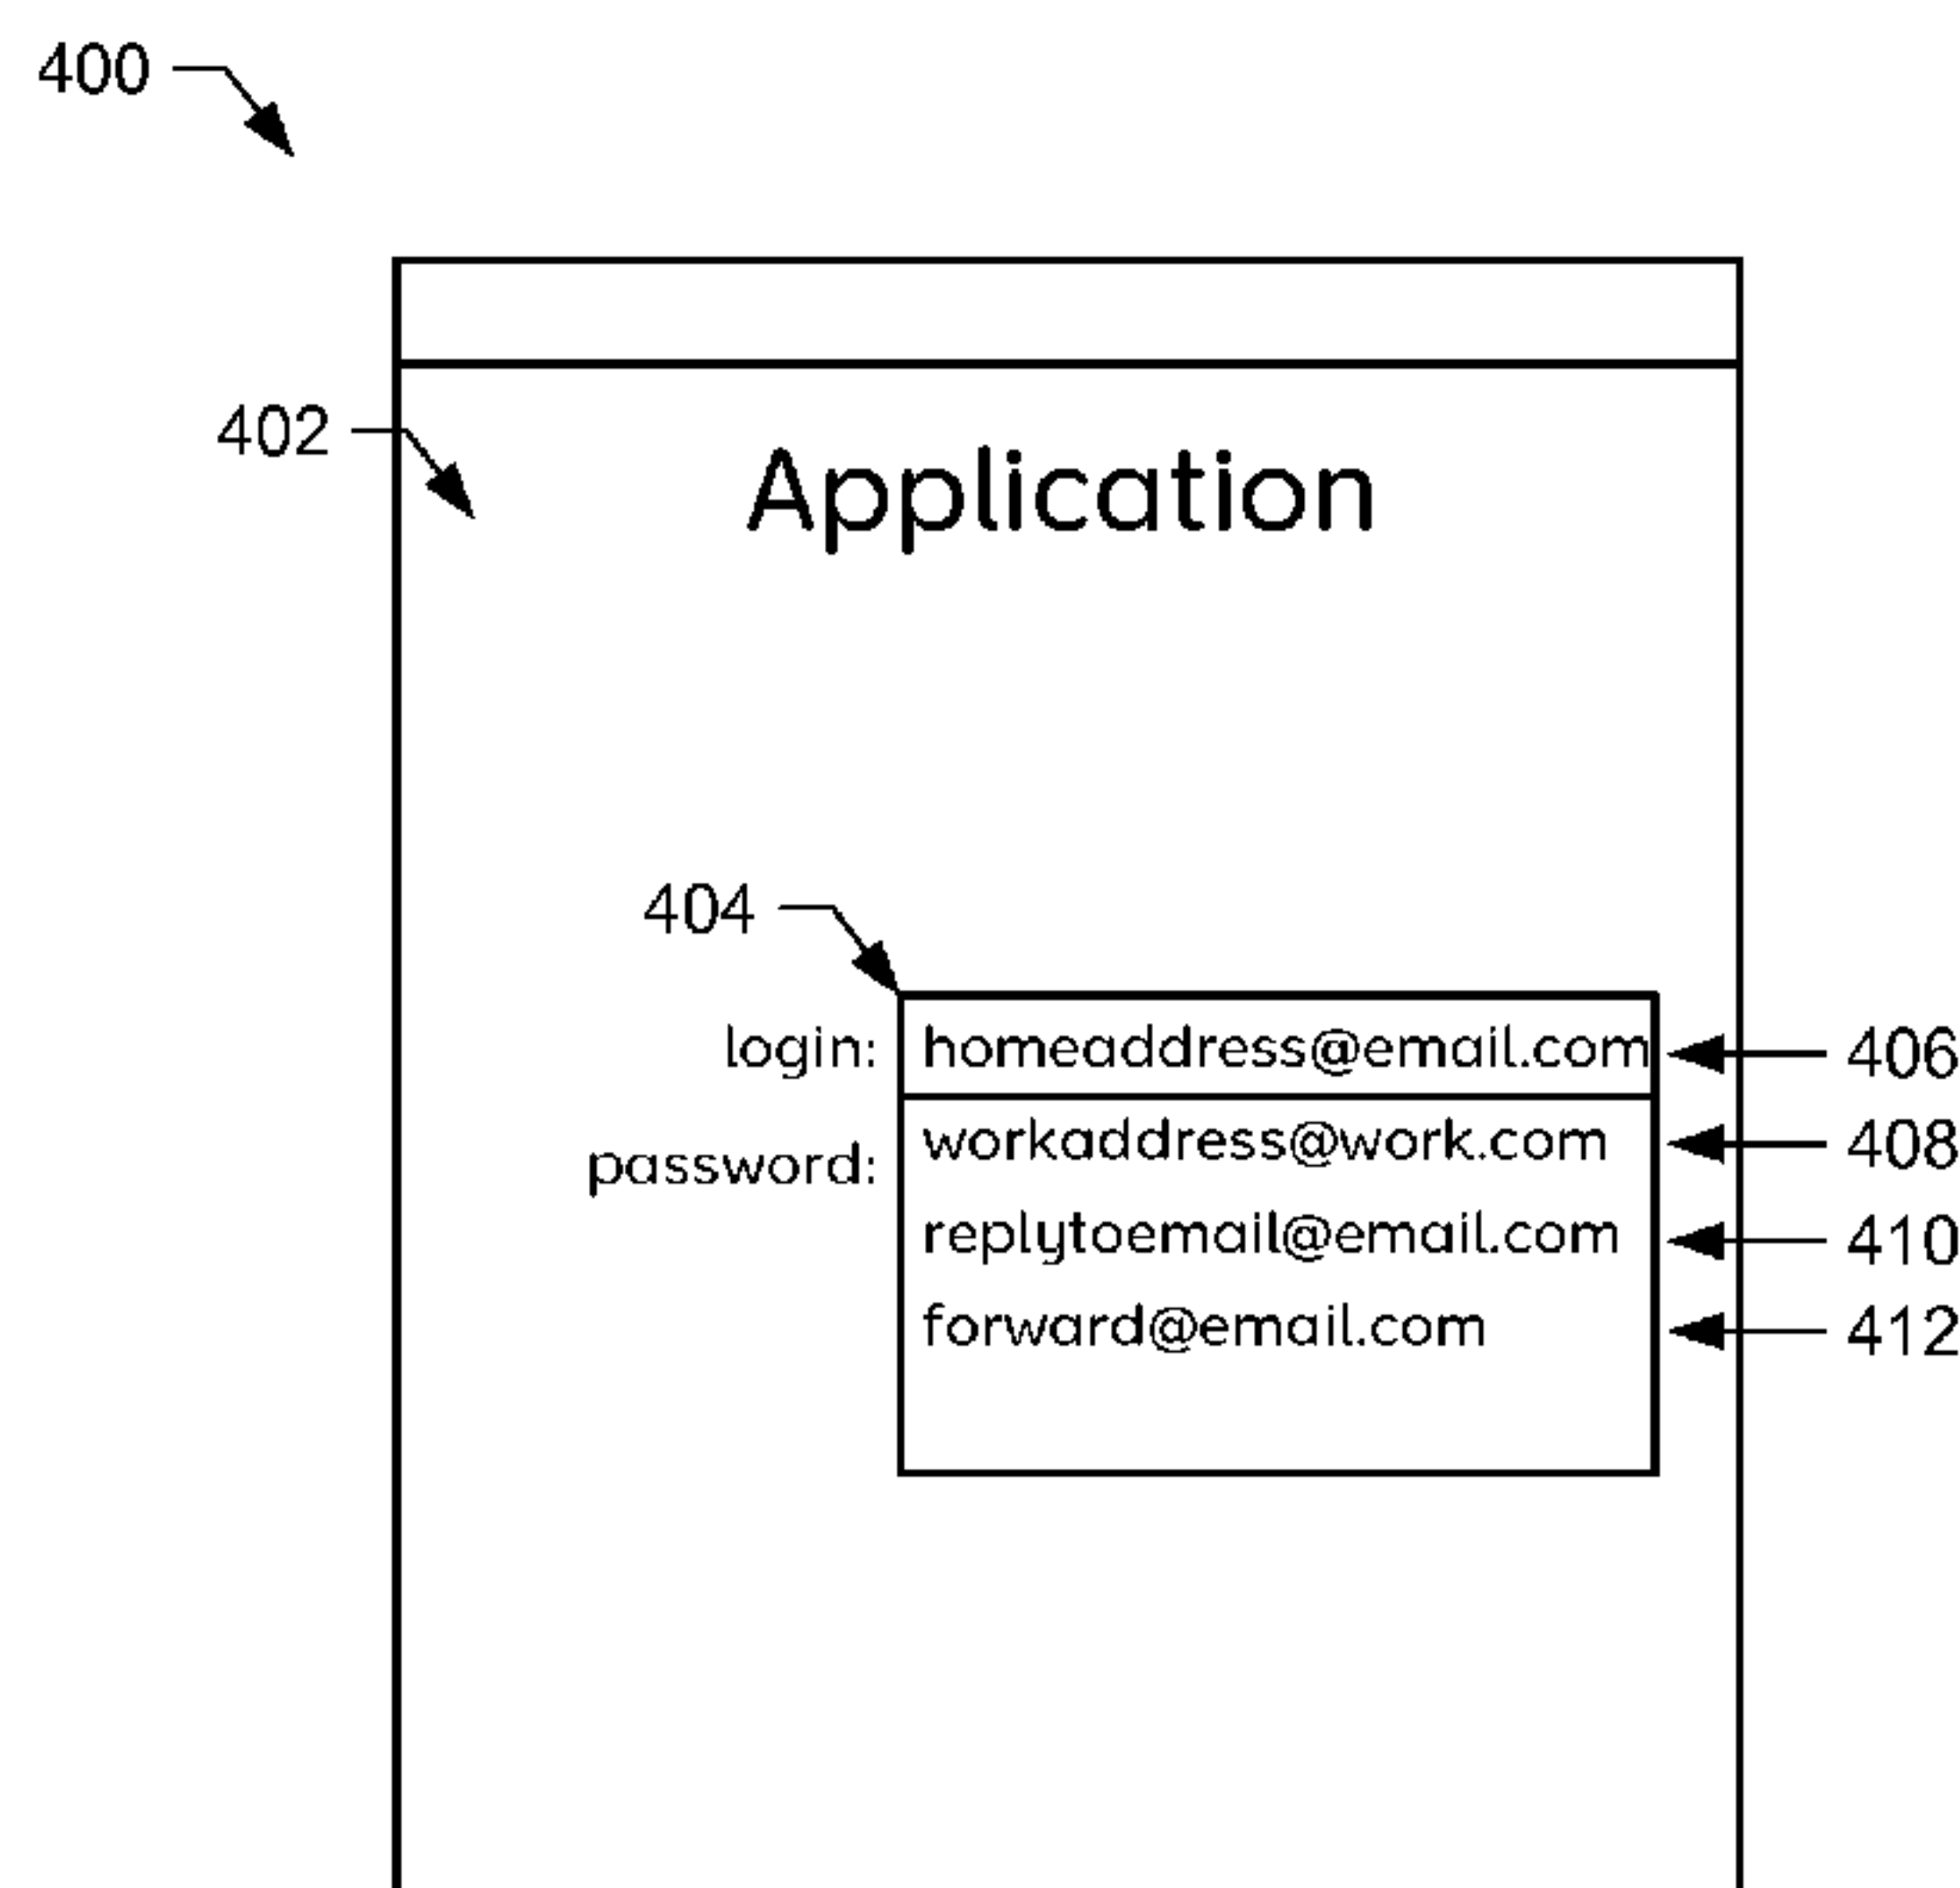 400
402
Application
404
login: homeaddress@email.com 406
workaddress@work.com 408
password:
replytoemail@email.com 410
forward@email.com 412